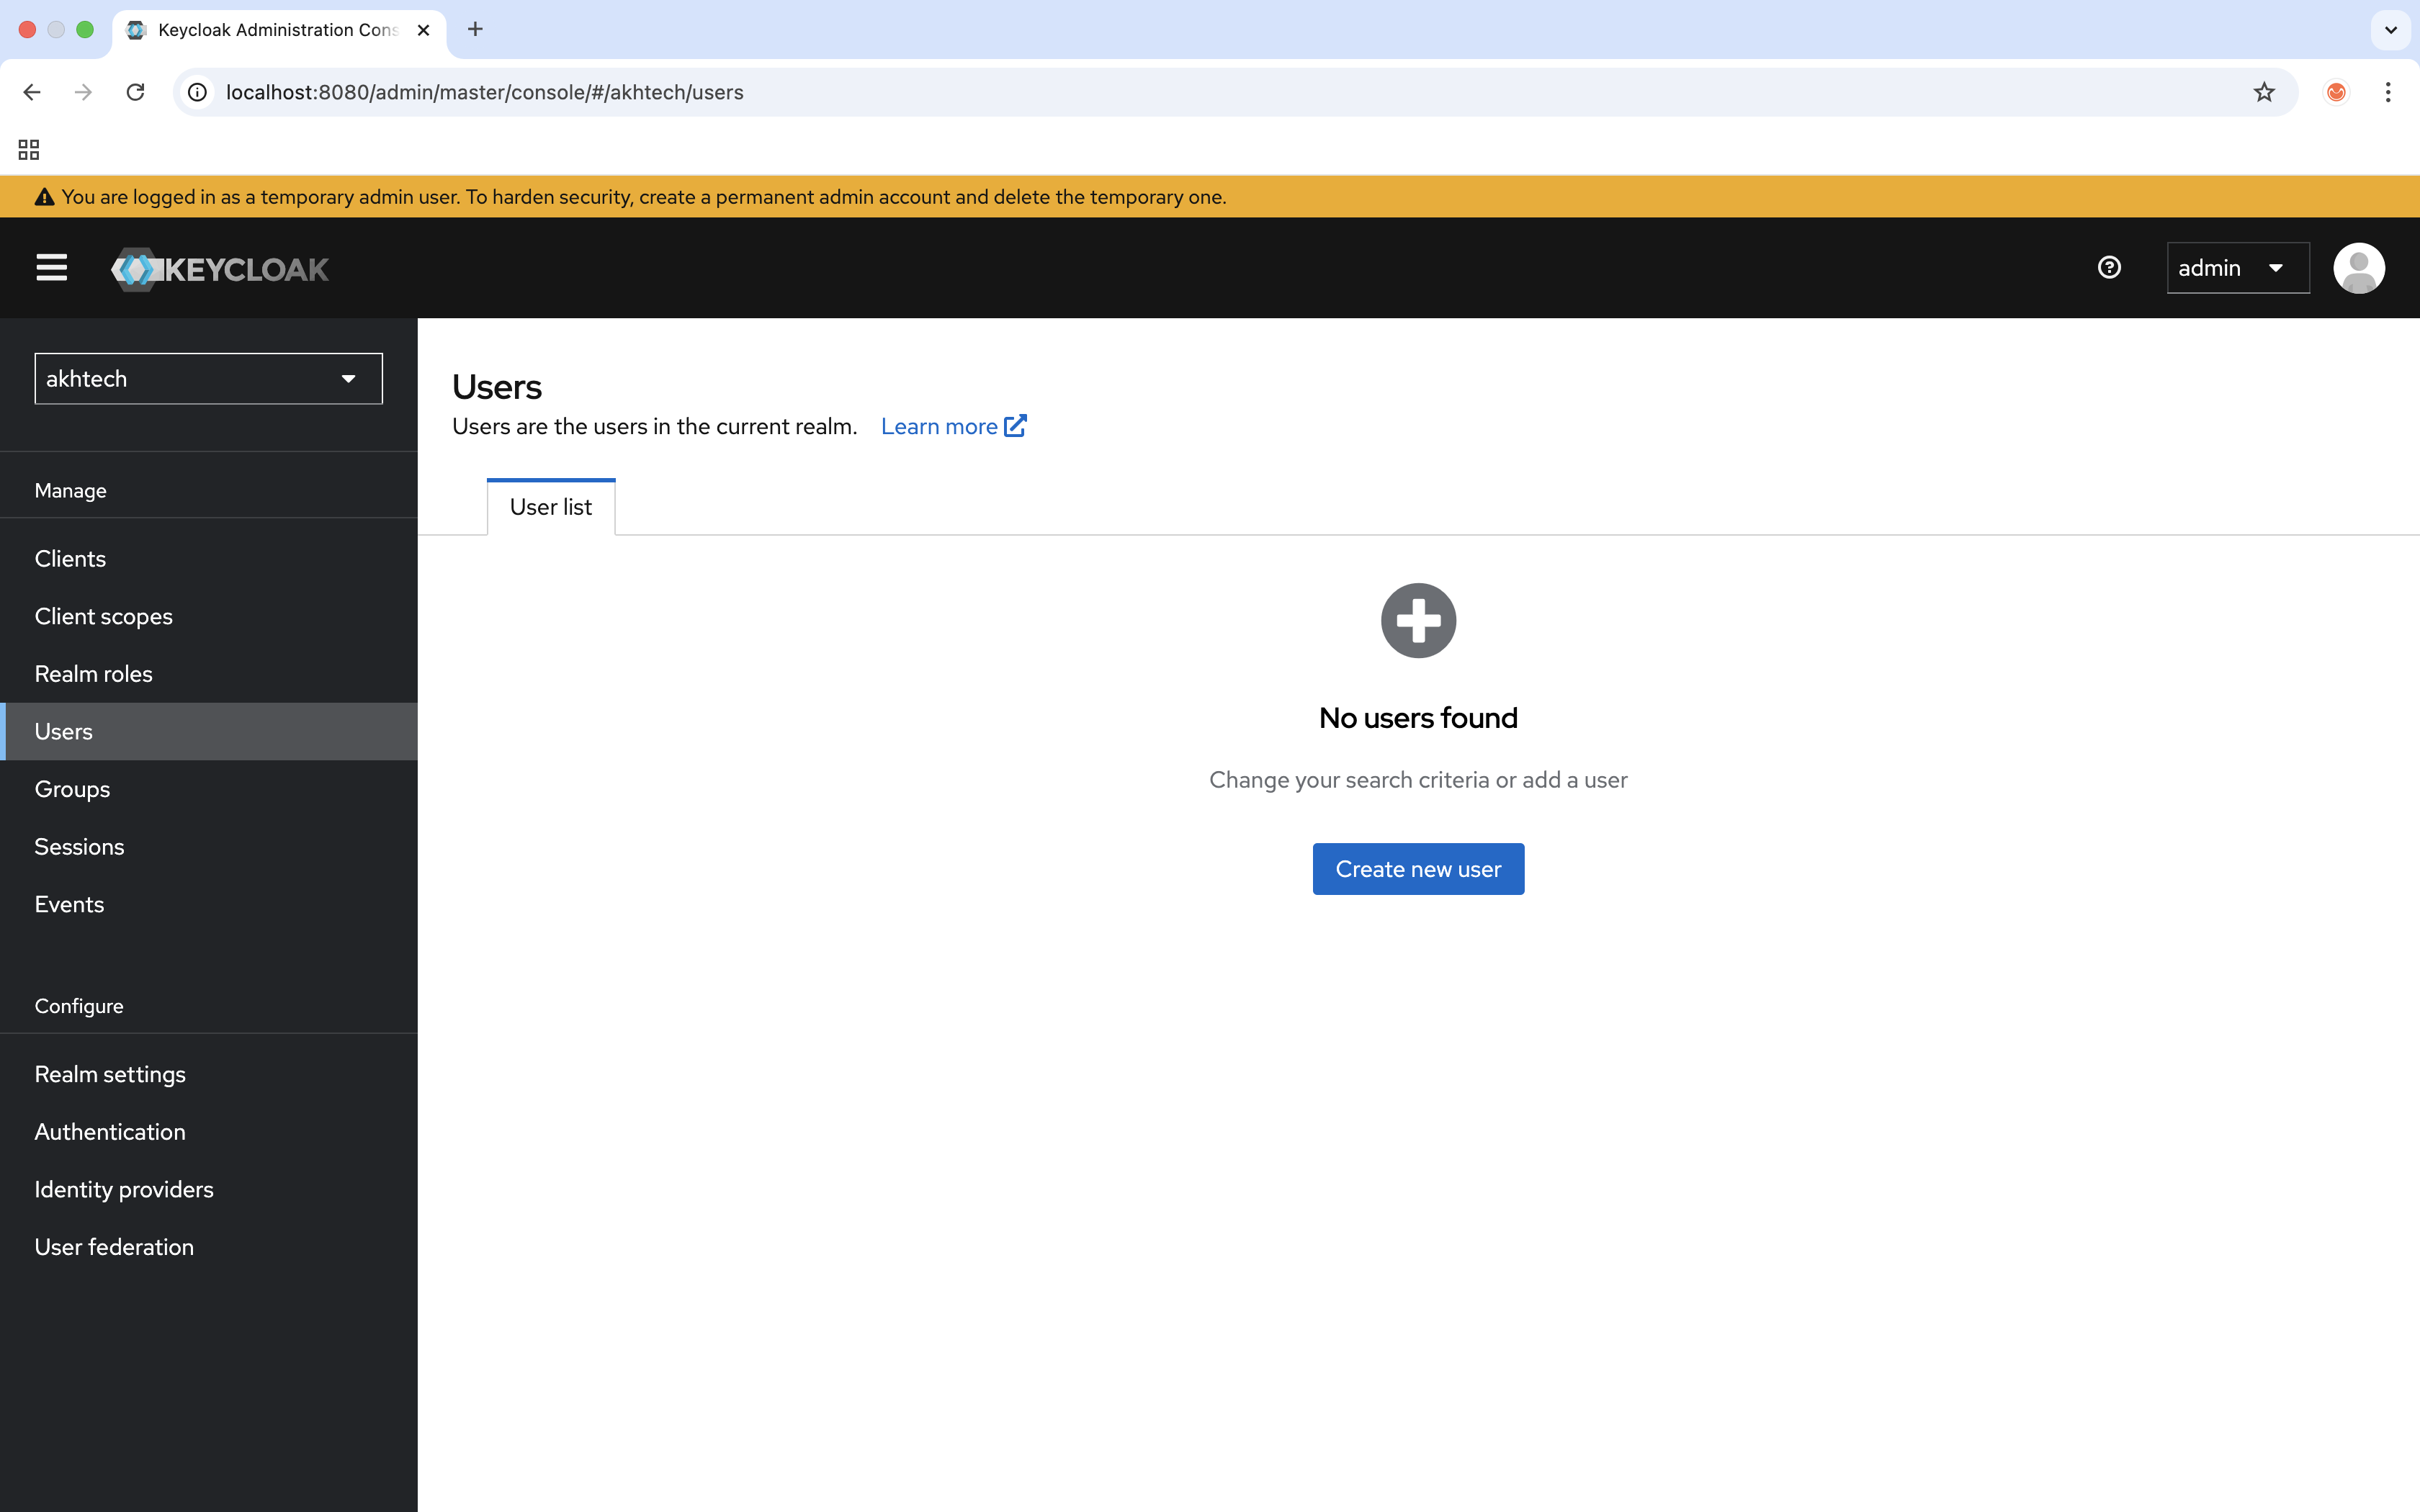 Keycloak Administration Cons
localhost:8080/admin/master/console/#/akhtech/users
You are logged in as a temporary admin user. To harden security, create a permanent admin account and delete the temporary one.
KEYCLOAK
admin
akhtech
Manage
Clients
Client scopes
Realm roles
Users
Groups
Sessions
Events
Configure
Realm settings
Authentication
Identity providers
User federation
Users
Users are the users in the current realm. Learn more
User list
No users found
Change your search criteria or add a user
Create new user